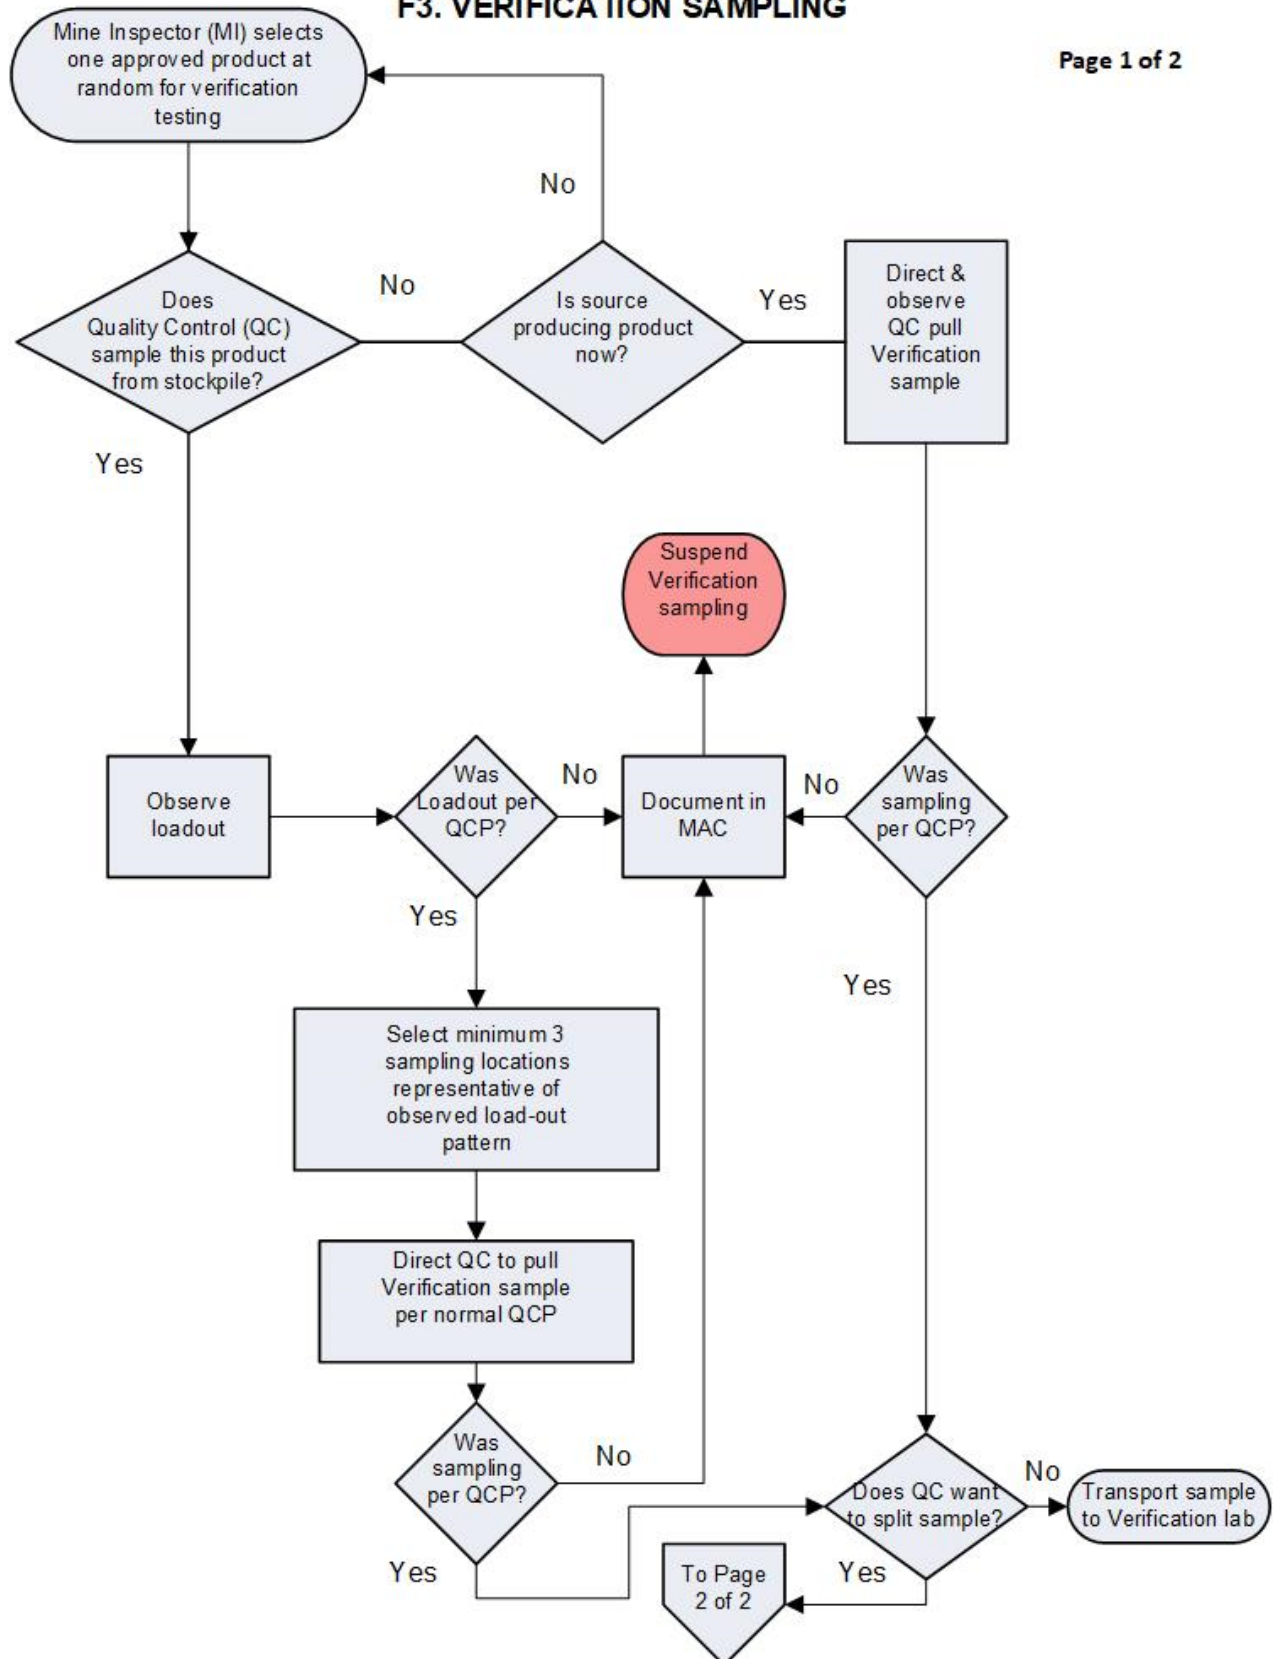 F3. VERIFICATION SAMPLING
Page 1 of 2
Mine Inspector (MI) selects
one approved product at
random for verification
testing
No
Does
Quality Control (QC)
sample this product
from stockpile?
No
Is source
producing product
now?
Yes
Direct &
observe
QC pull
Verification
sample
Yes
Suspend
Verification
sampling
Observe
loadout
Was
Loadout per
QCP?
No
Document in
MAC
No
Was
sampling
per QCP?
Yes
Yes
Select minimum 3
sampling locations
representative of
observed load-out
pattern
Direct QC to pull
Verification sample
per normal QCP
Was
sampling
per QCP?
No
Does QC want
to split sample?
No
Transport sample
to Verification lab
Yes
To Page
2 of 2
Yes